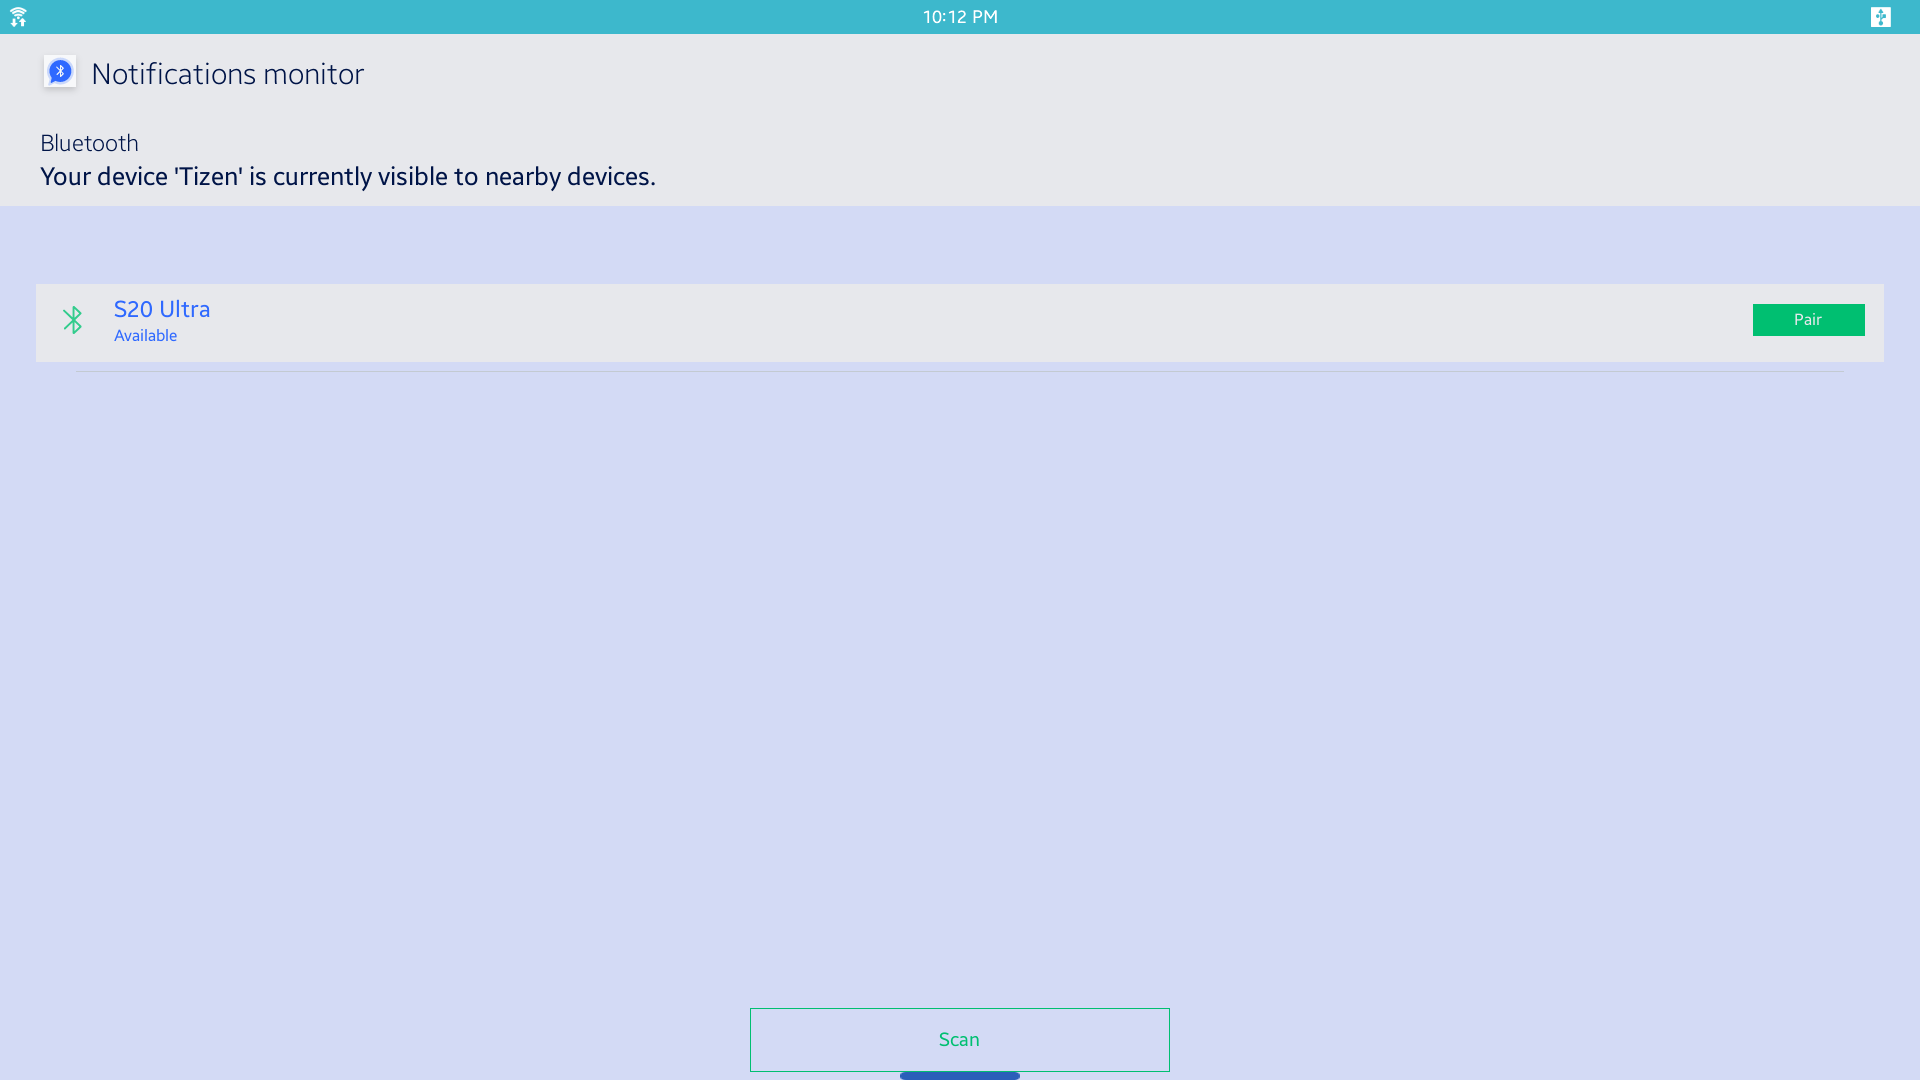 10:12 PM
Notifications monitor
Bluetooth
Your device 'Tizen' is currently visible to nearby devices.
S20 Ultra
Available
Pair
Scan